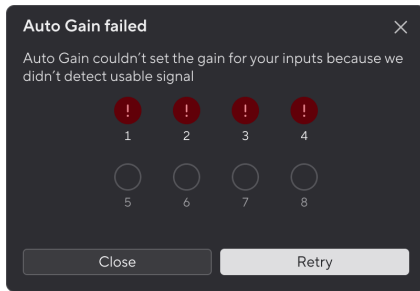 Auto Gain failed
Auto Gain couldn't set the gain for your inputs because we
didn't detect usable signal
! ! ! !
1 2 3 4
5 6 7 8
Close Retry